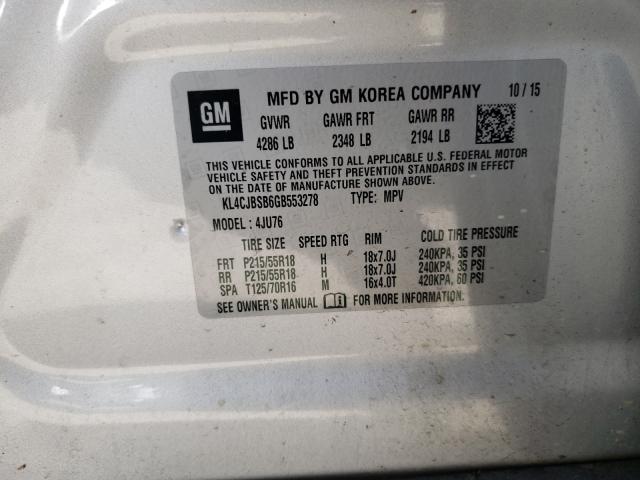 GM
MFD BY GM KOREA COMPANY 10 / 15
GVWR GAWR FRT GAWR RR
4286 LB 2348 LB 2194 LB
THIS VEHICLE CONFORMS TO ALL APPLICABLE U.S. FEDERAL MOTOR
VEHICLE SAFETY AND THEFT PREVENTION STANDARDS IN EFFECT
ON THE DATE OF MANUFACTURE SHOWN ABOVE.
KL4CJBSB6GB553278 TYPE: MPV
MODEL : 4JU76
TIRE SIZE SPEED RTG RIM COLD TIRE PRESSURE
FRT P215/55R18 H 18x7.0J 240KPA, 35 PSI
RR P215/55R18 H 18x7.0J 240KPA, 35 PSI
SPA T125/70R16 M 16x4.0T 420KPA, 60 PSI
SEE OWNER'S MANUAL FOR MORE INFORMATION.